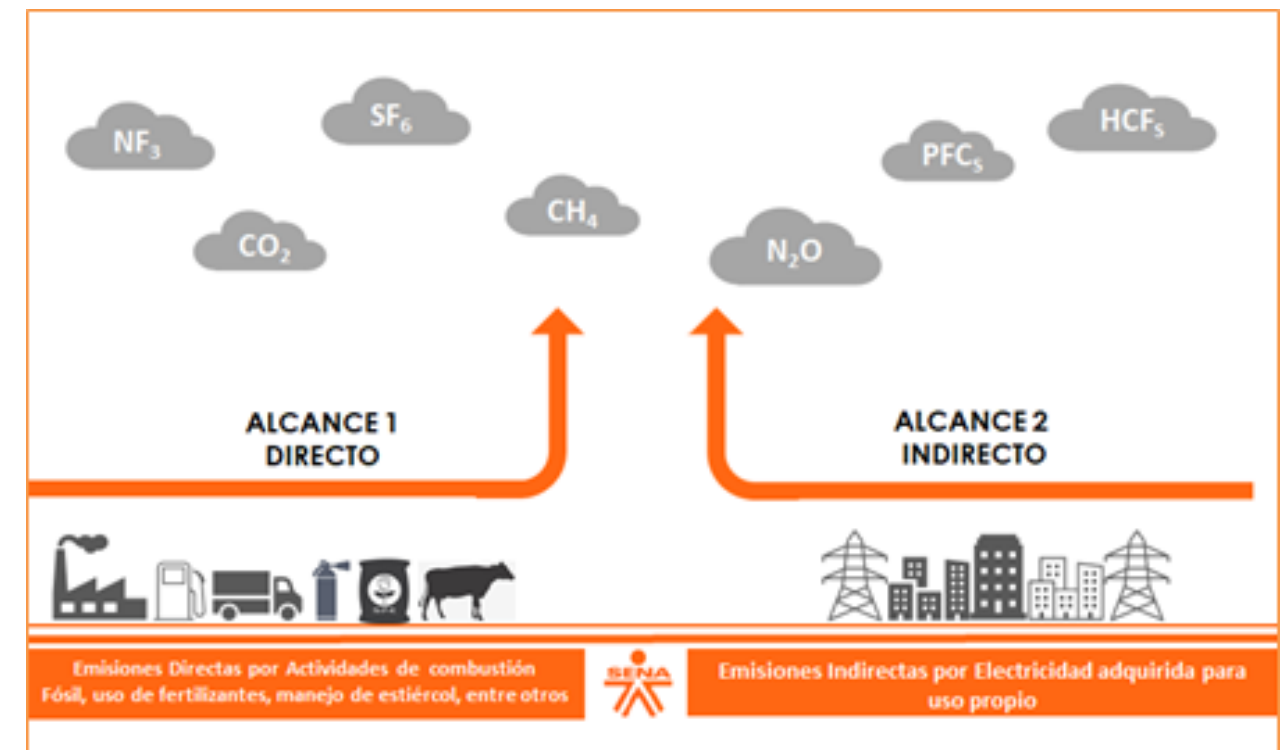 NF₃
SF₆
CH₄
CO₂
N₂O
PFCₛ
HCFₛ
ALCANCE 1
DIRECTO
ALCANCE 2
INDIRECTO
Emisiones Directas por Actividades de combustión
Fósil, uso de fertilizantes, manejo de estiércol, entre otros
SENA
Emisiones Indirectas por Electricidad adquirida para
uso propio